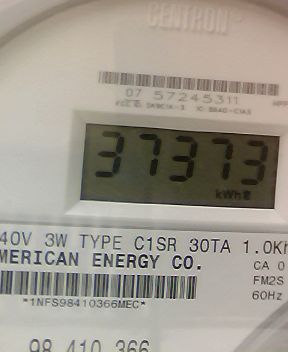 CENTRON®
07 57245311
37373
kWh
40V 3W TYPE C1SR 30TA 1.0Kh
MERICAN ENERGY CO.
CA 0
FM2S
60Hz
*1NFS98410366MEC*
98 410 366